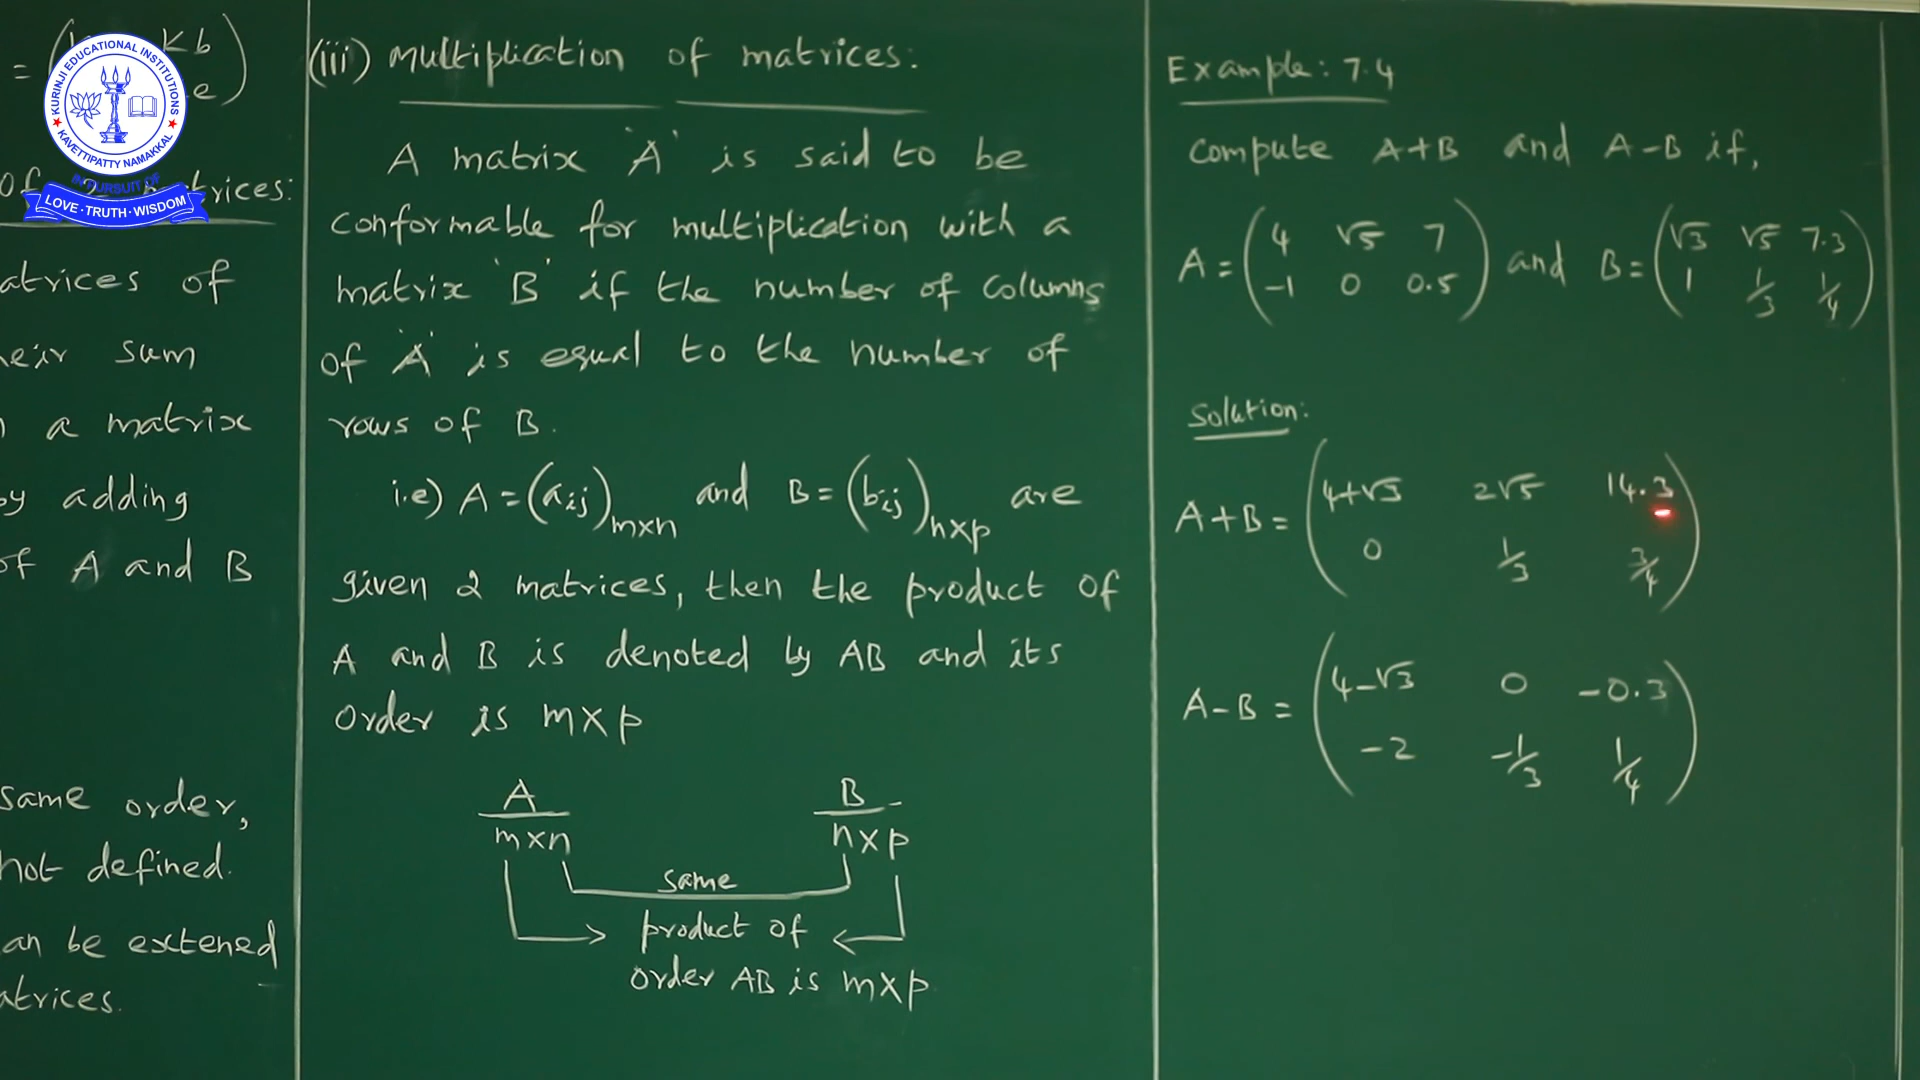 KURINJI EDUCATIONAL INSTITUTIONS
KAVETTIPATTY NAMAKKAL
IN PURSUIT OF
LOVE · TRUTH · WISDOM
= ( Kb
e )
of trices:
atrices of
eir sum
a matrix
by adding
of A and B
same order,
not defined.
an be extened
atrices.
(iii) Multiplication of matrices:
A matrix 'A' is said to be
conformable for multiplication with a
matrix 'B' if the number of columns
of 'A' is equal to the number of
rows of B.
i.e) A = (aij)m×n and B = (bij)n×p are
given 2 matrices, then the product of
A and B is denoted by AB and its
order is m×p
A B
m×n n×p
same
product of
order AB is m×p
Example: 7.4
compute A+B and A-B if,
A = ( 4 √5 7 and B = ( √3 √5 7.3
-1 0 0.5 ) 1 1/3 1/4 )
Solution:
A+B = ( 4+√3 2√5 14.3
0 1/3 3/4 )
A-B = ( 4-√3 0 -0.3
-2 -1/3 1/4 )